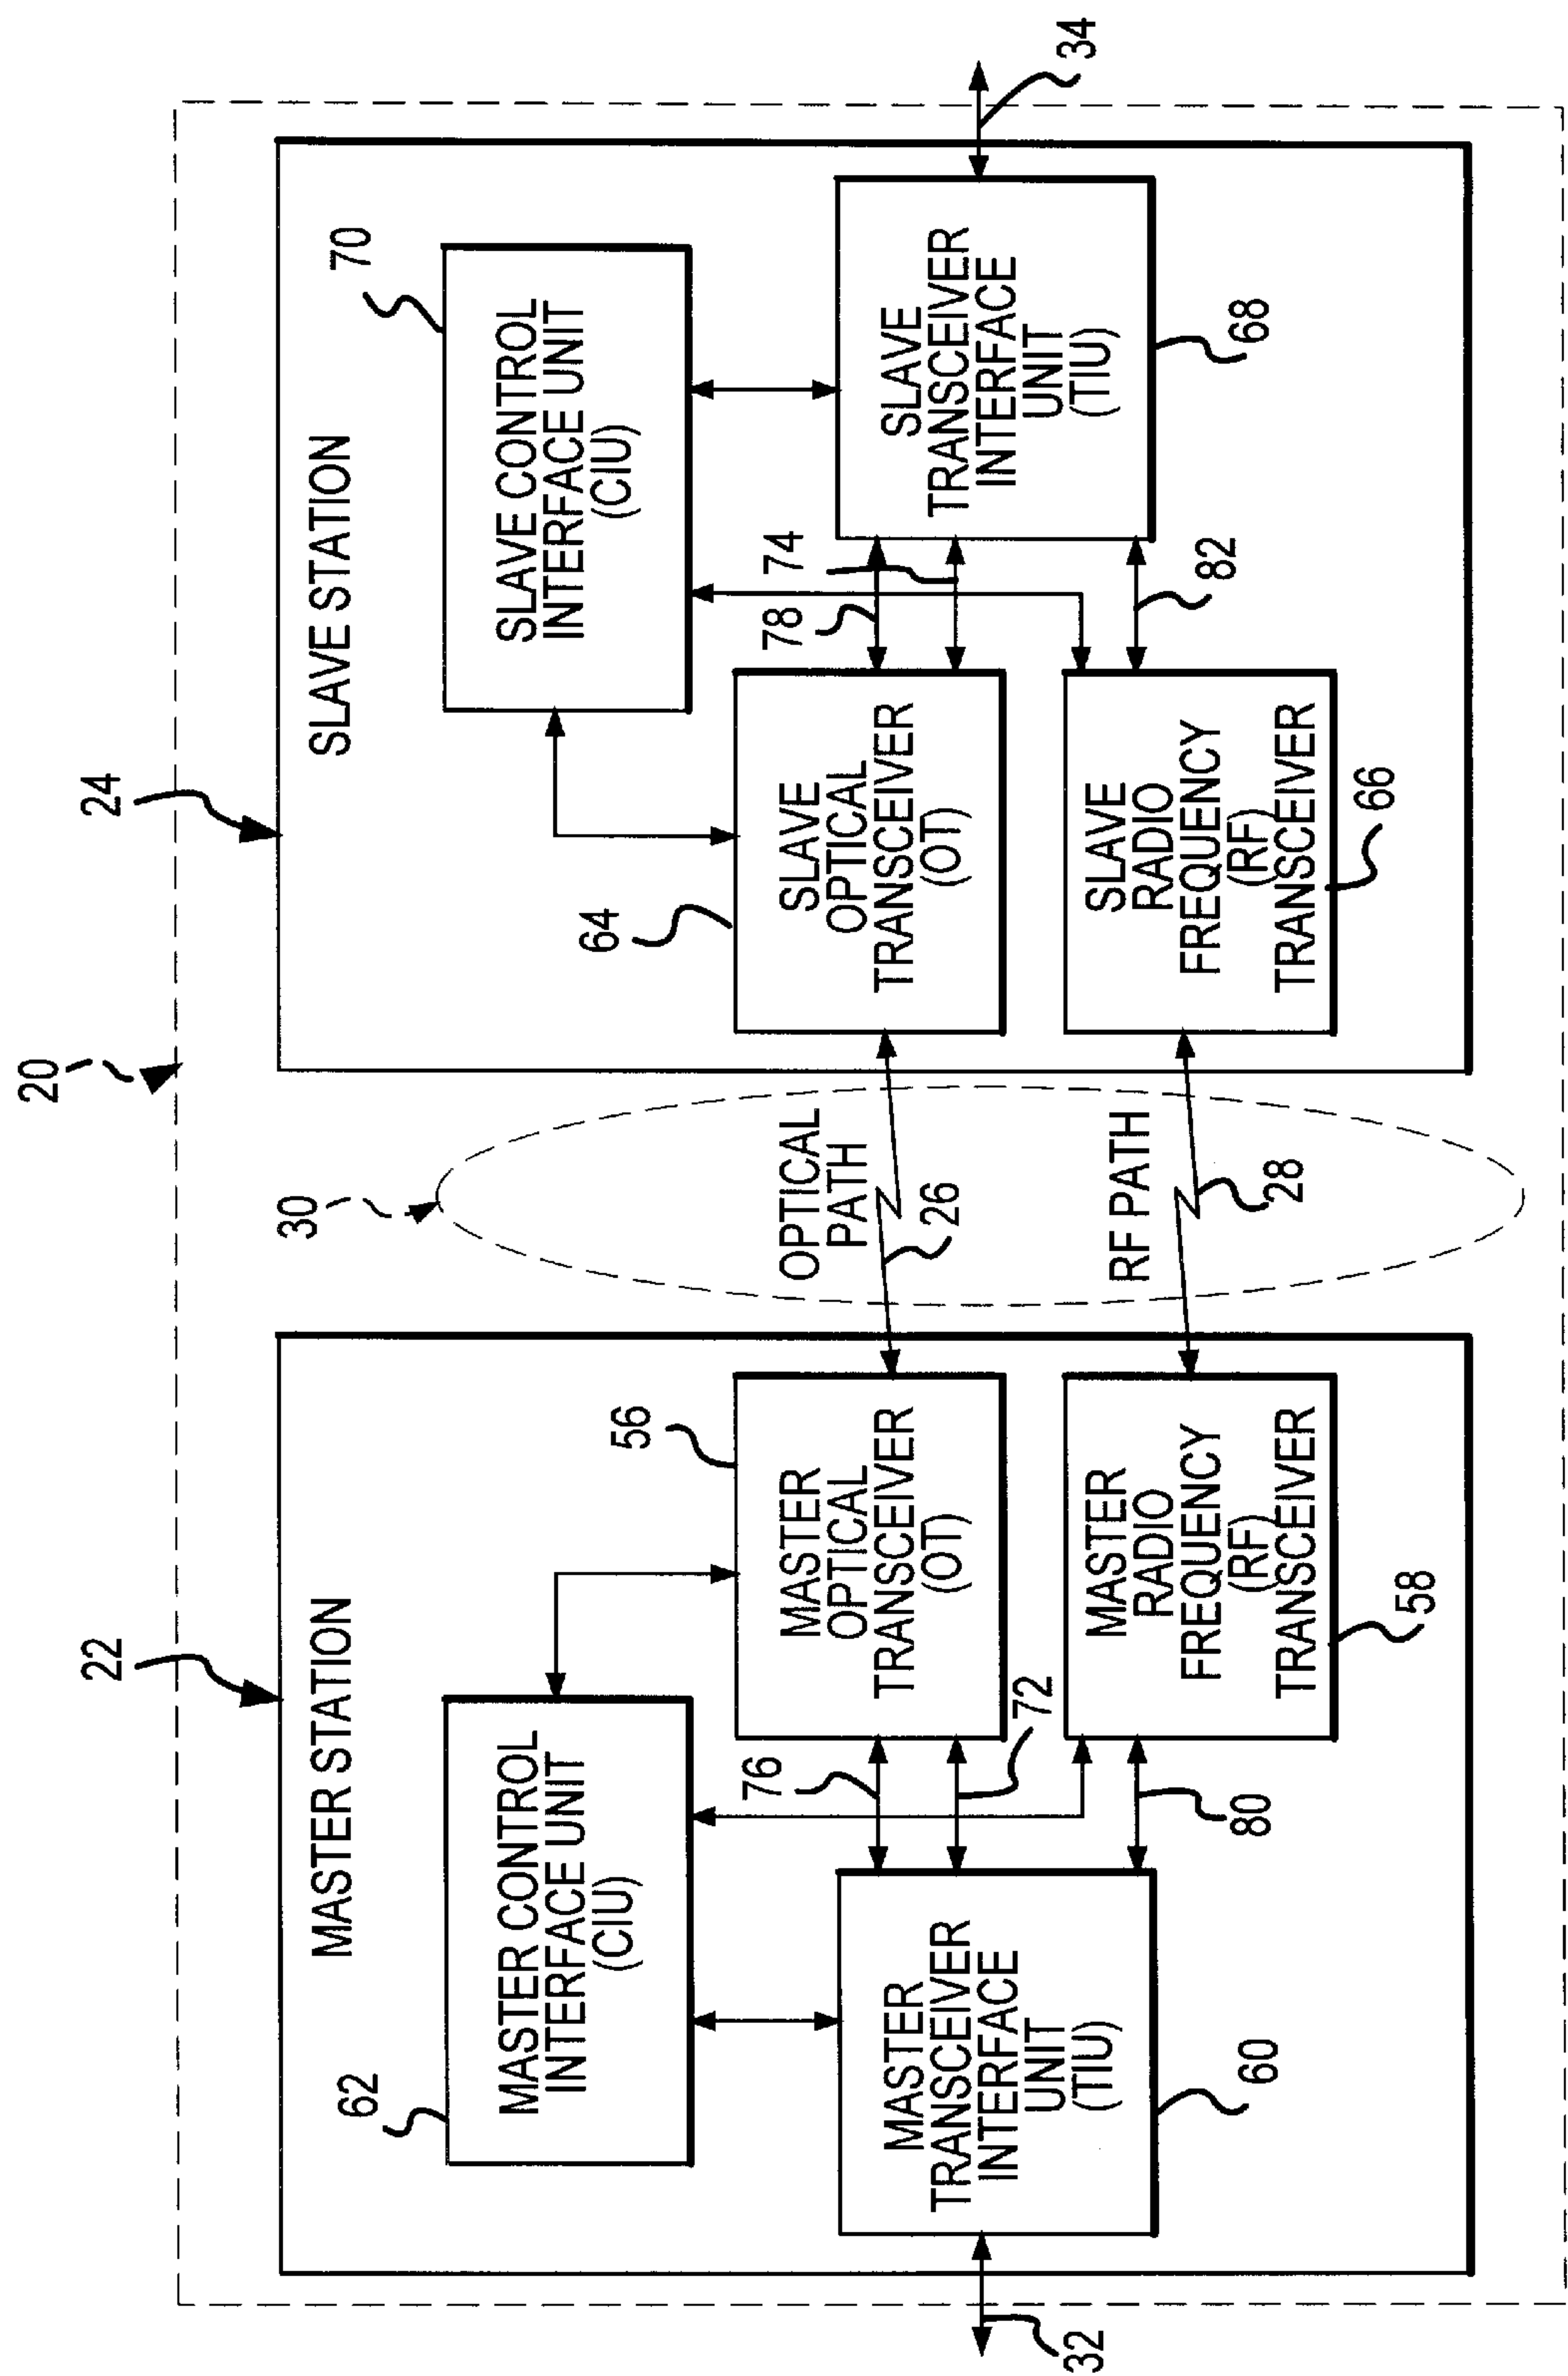 20
22
MASTER STATION
62
MASTER CONTROL
INTERFACE UNIT
(CIU)
56
MASTER
OPTICAL
TRANSCEIVER
(OT)
76
72
MASTER
TRANSCEIVER
INTERFACE
UNIT
(TIU)
60
32
80
MASTER
RADIO
FREQUENCY
(RF)
TRANSCEIVER
58
30
OPTICAL
PATH
26
RF PATH
28
24
SLAVE STATION
70
SLAVE CONTROL
INTERFACE UNIT
(CIU)
64
SLAVE
OPTICAL
TRANSCEIVER
(OT)
78
74
SLAVE
TRANSCEIVER
INTERFACE
UNIT
(TIU)
68
34
82
SLAVE
RADIO
FREQUENCY
(RF)
TRANSCEIVER
66